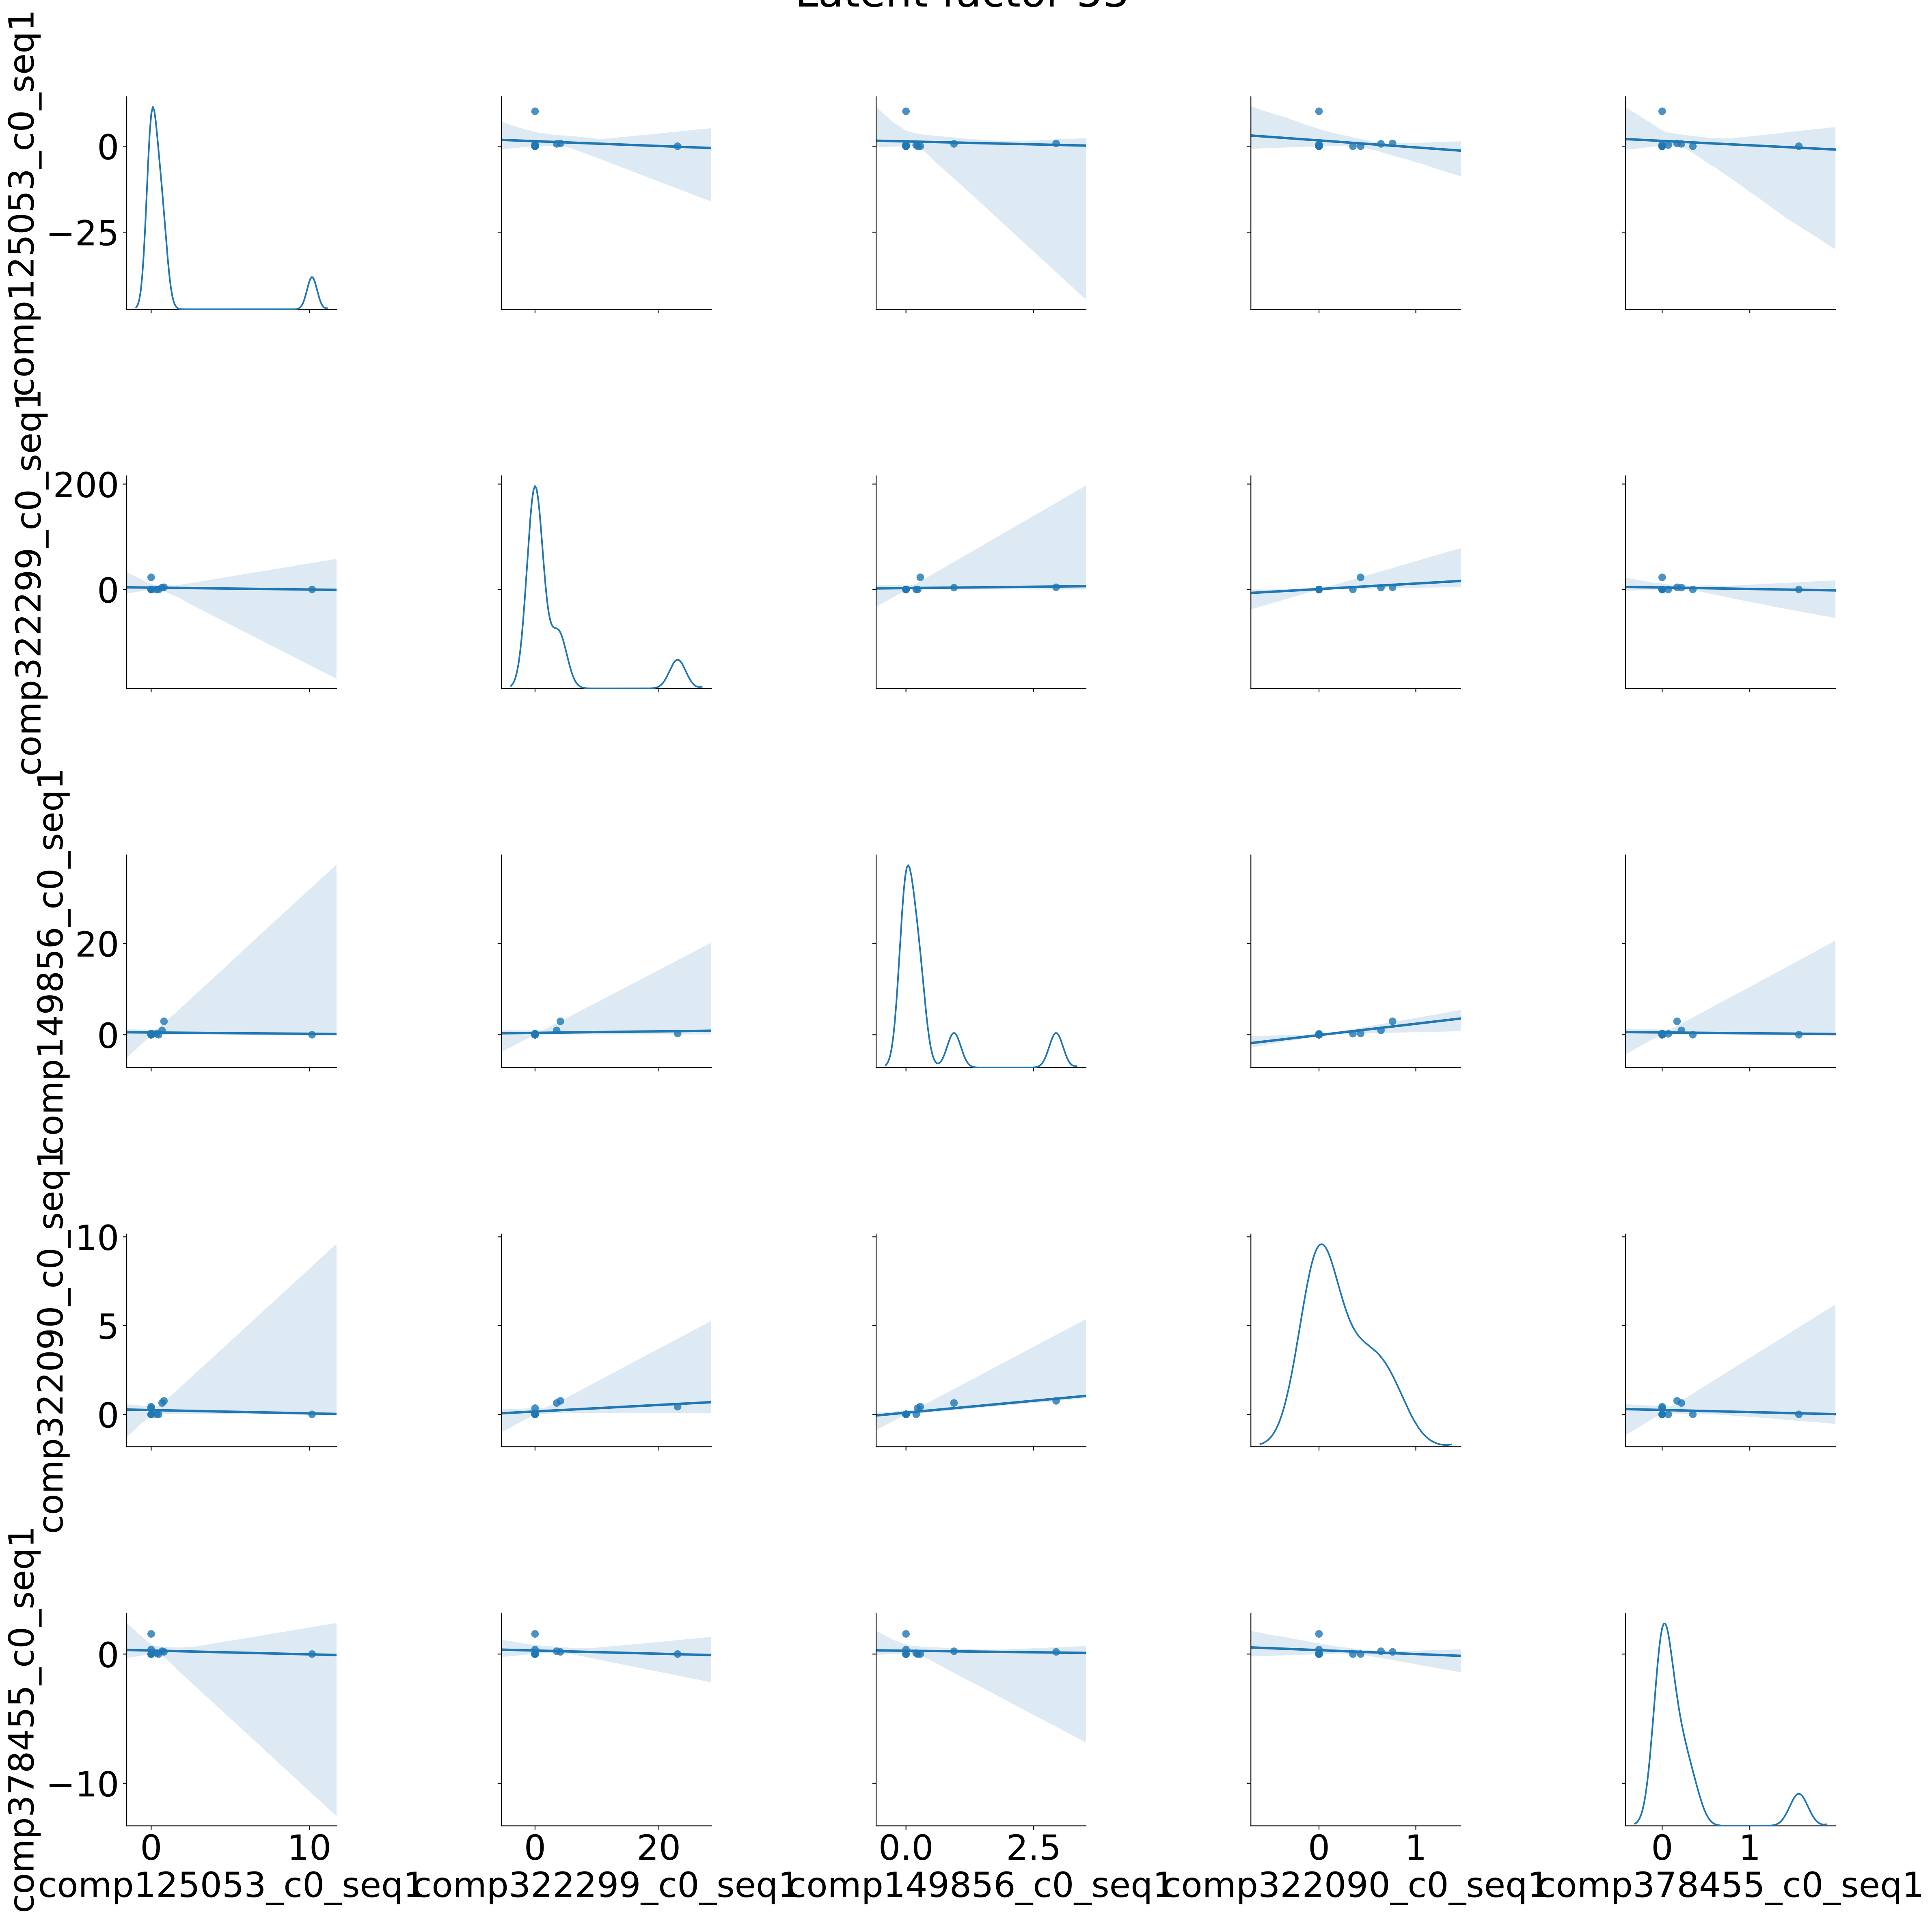 Latent factor 33
comp125053_c0_seq1
0
−25
comp322299_c0_seq1
200
0
comp149856_c0_seq1
20
0
comp322090_c0_seq1
10
5
0
comp378455_c0_seq1
0
−10
0 10
0 20
0.0 2.5
0 1
0 1
comp125053_c0_seq1
comp322299_c0_seq1
comp149856_c0_seq1
comp322090_c0_seq1
comp378455_c0_seq1